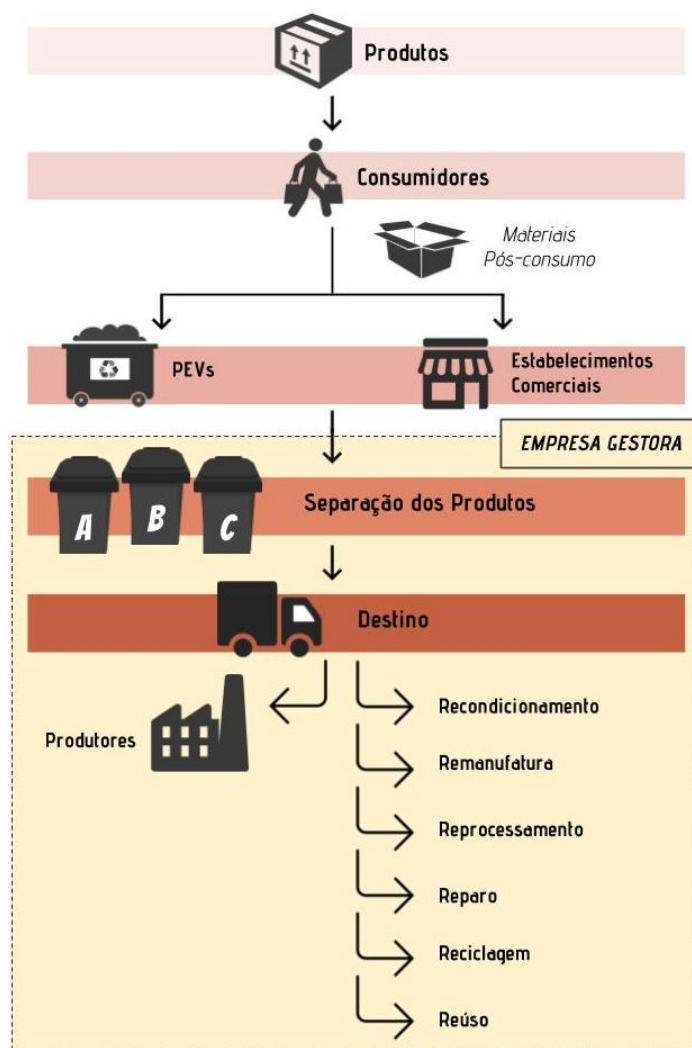 Produtos
Consumidores
Materiais
Pós-consumo
PEVs
Estabelecimentos
Comerciais
EMPRESA GESTORA
A B C
Separação dos Produtos
Destino
Produtores
Recondicionamento
Remanufatura
Reprocessamento
Reparo
Reciclagem
Reúso